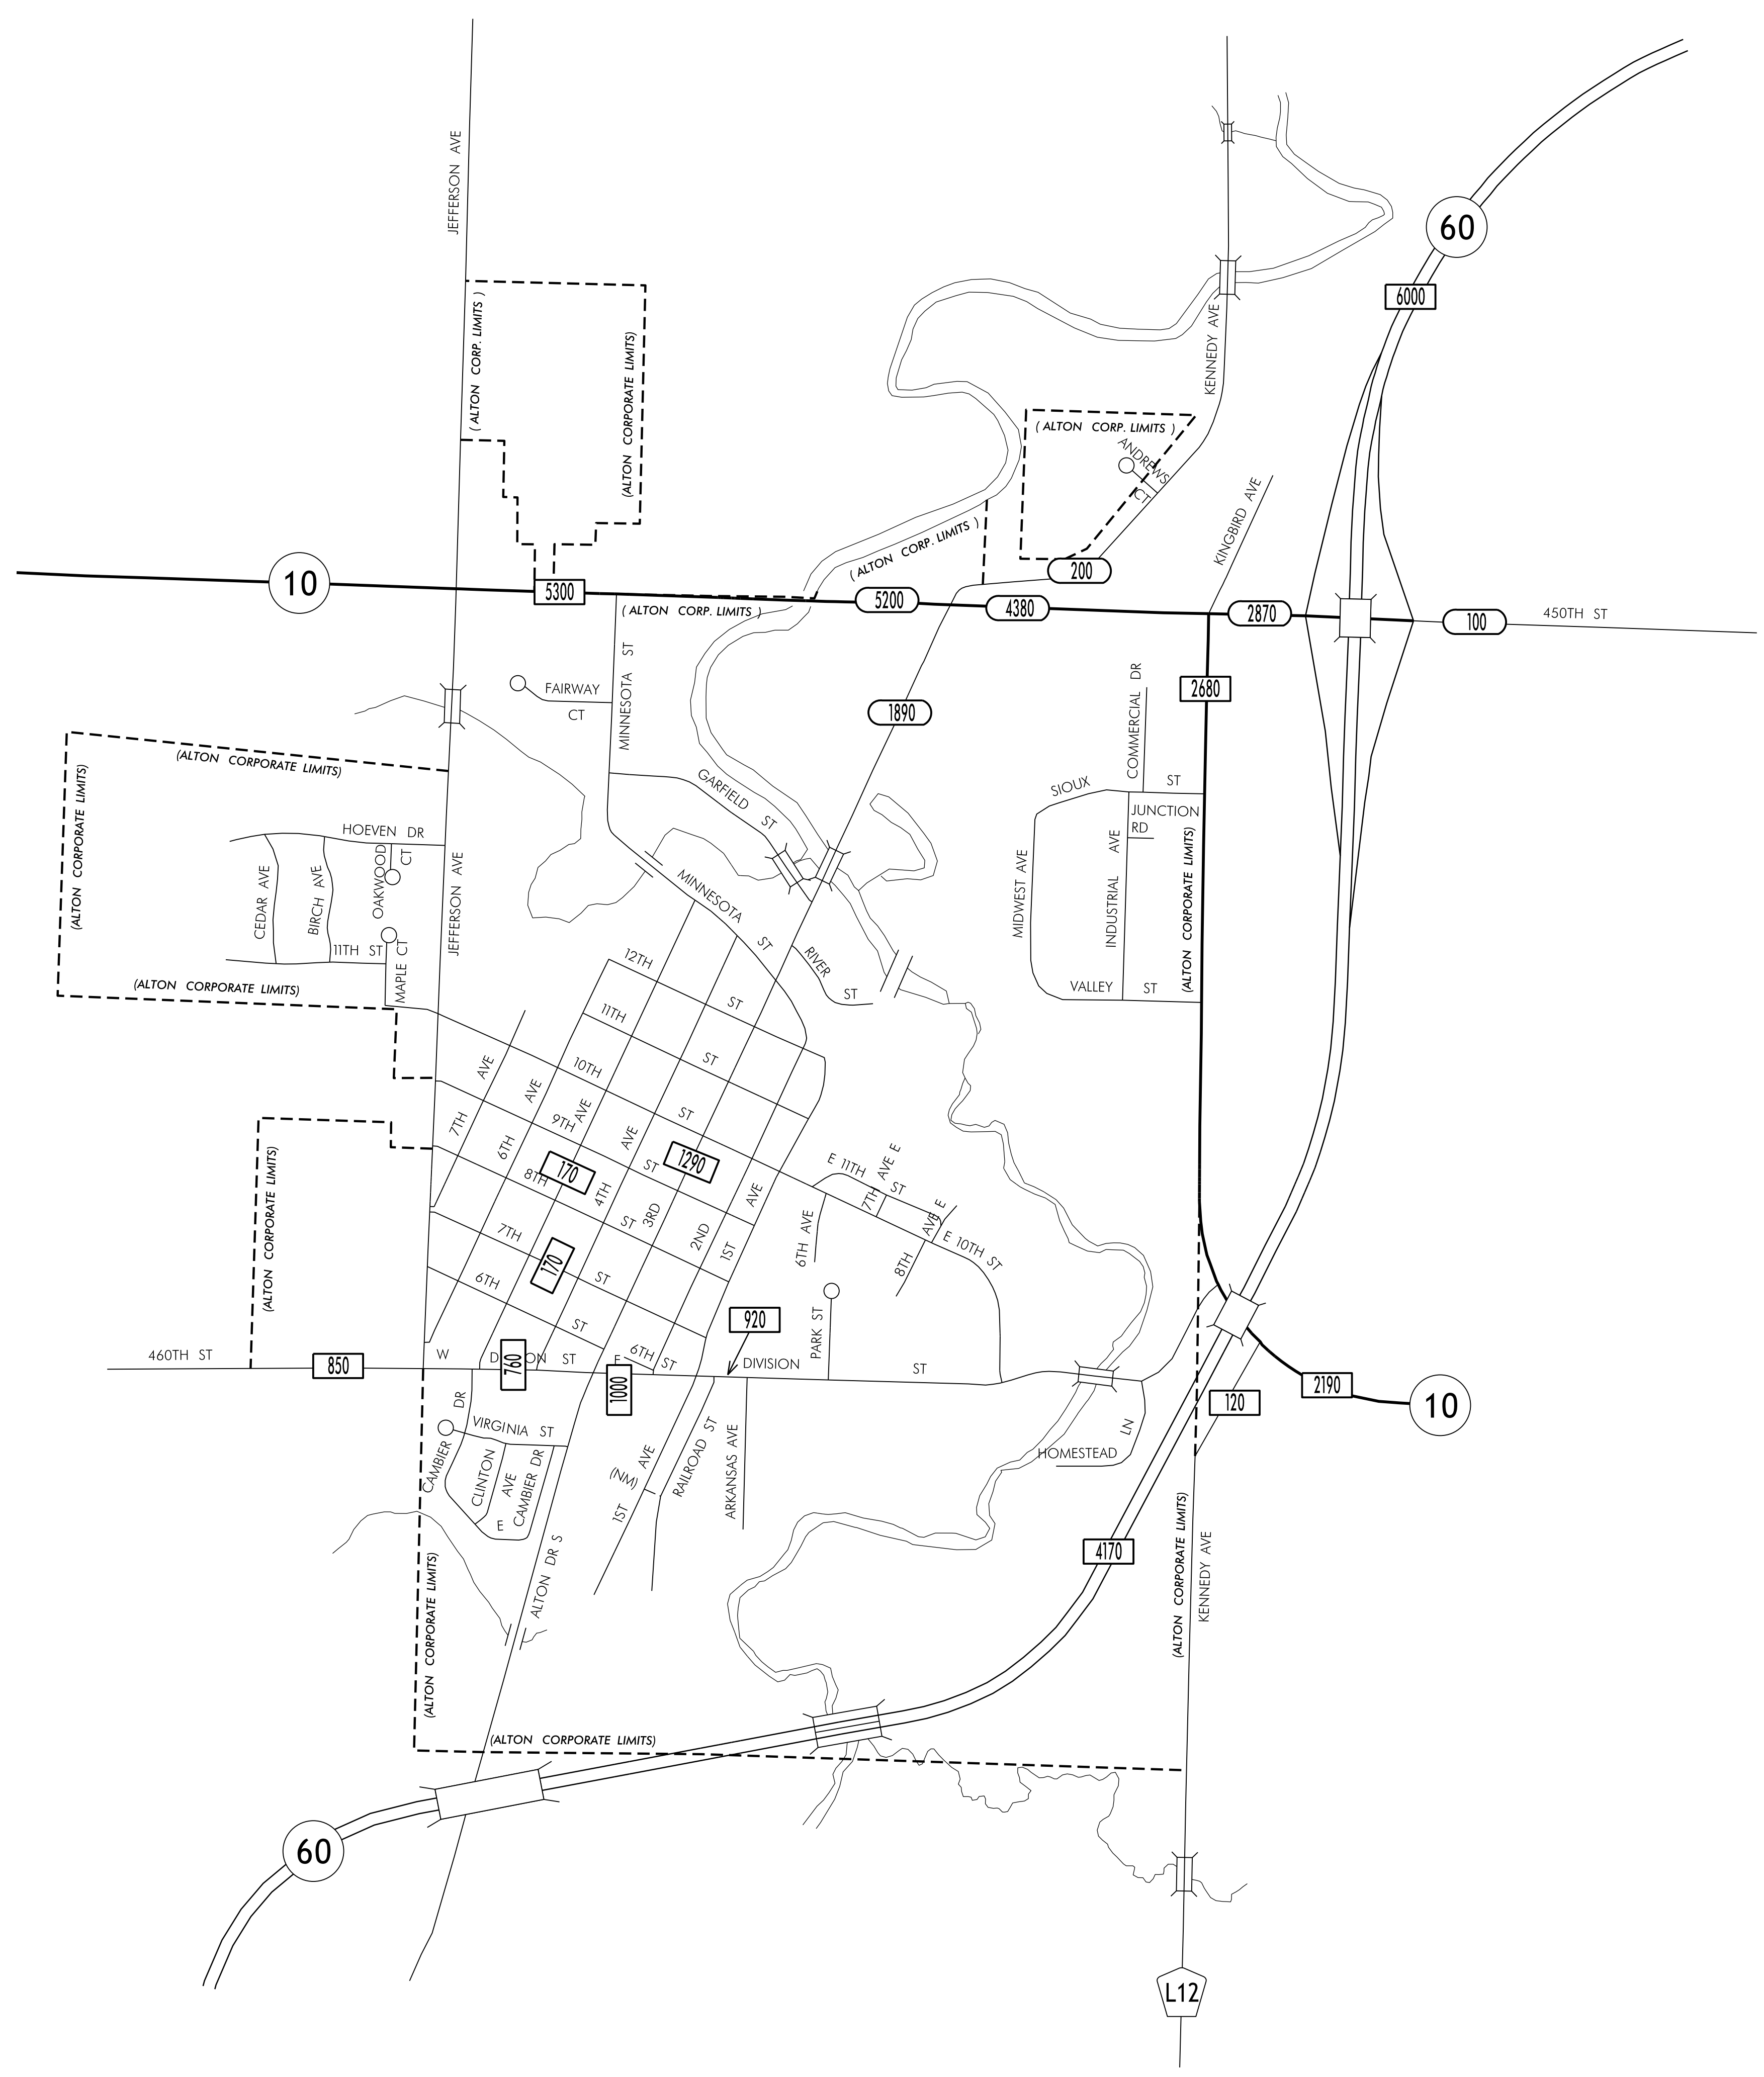 JEFFERSON AVE
60
6000
( ALTON CORP. LIMITS )
(ALTON CORPORATE LIMITS)
KENNEDY AVE
( ALTON CORP. LIMITS )
ANDREWS
CT
KINGBIRD AVE
( ALTON CORP. LIMITS )
200
10
5300
5200
4380
2870
100
450TH ST
( ALTON CORP. LIMITS )
MINNESOTA ST
FAIRWAY
CT
2680
1890
COMMERCIAL DR
(ALTON CORPORATE LIMITS)
(ALTON CORPORATE LIMITS)
GARFIELD ST
SIOUX ST
JUNCTION
RD
HOEVEN DR
OAKWOOD
CT
CEDAR AVE
BIRCH AVE
JEFFERSON AVE
MINNESOTA ST
MIDWEST AVE
INDUSTRIAL AVE
(ALTON CORPORATE LIMITS)
11TH ST
MAPLE CT
12TH ST
RIVER ST
VALLEY ST
(ALTON CORPORATE LIMITS)
11TH ST
10TH ST
9TH ST
8TH ST
7TH ST
6TH ST
7TH AVE
6TH AVE
AVE
4TH AVE
3RD
2ND
1ST AVE
170
1290
170
E 11TH ST
7TH AVE E
8TH AVE E
E 10TH ST
6TH AVE
(ALTON CORPORATE LIMITS)
PARK ST
920
460TH ST
850
W
760
ST
E
6TH ST
1000
DIVISION ST
2190
10
120
CAMBIER DR
VIRGINIA ST
CLINTON
AVE
E CAMBIER DR
1ST AVE
(NM)
RAILROAD ST
ARKANSAS AVE
HOMESTEAD LN
4170
(ALTON CORPORATE LIMITS)
KENNEDY AVE
ALTON DR S
(ALTON CORPORATE LIMITS)
(ALTON CORPORATE LIMITS)
60
L12